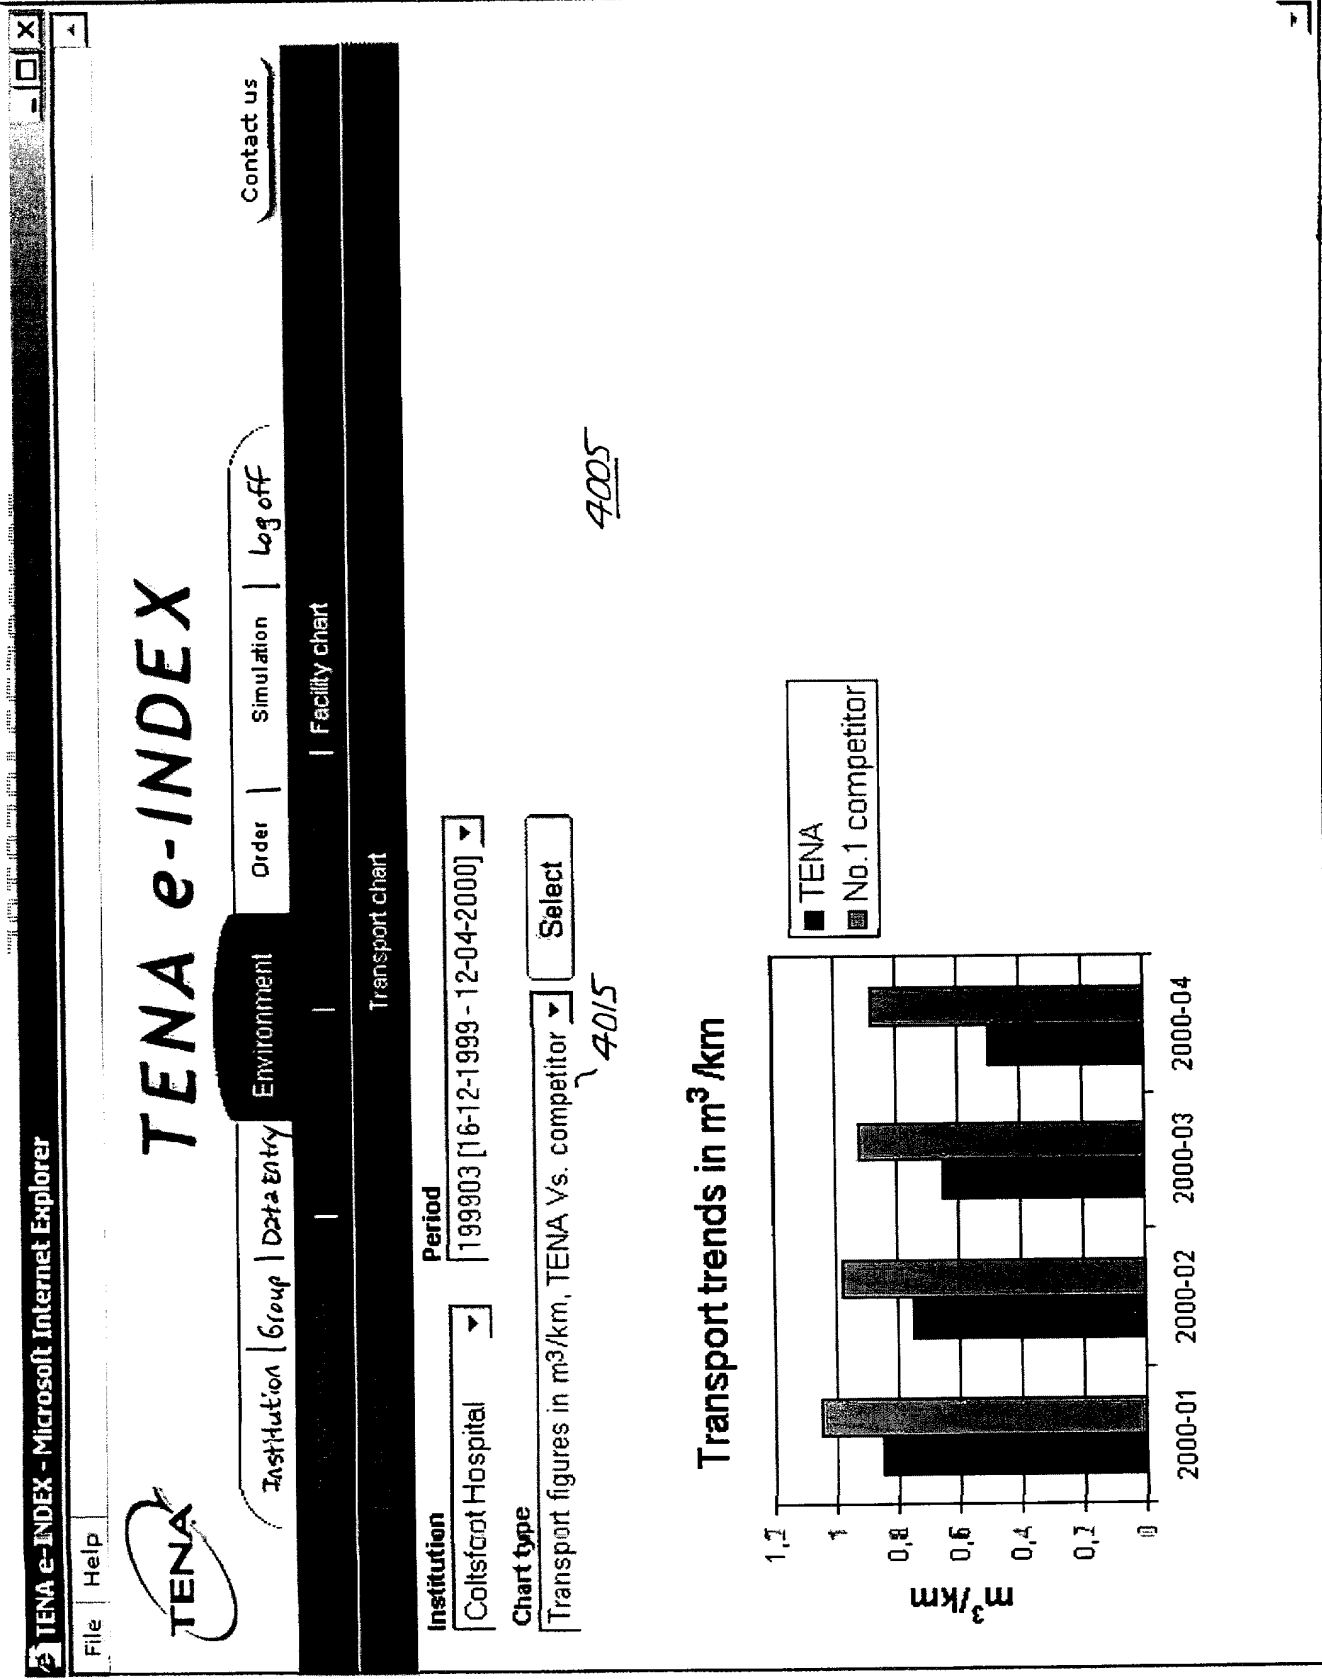 TENA e-INDEX - Microsoft Internet Explorer
File | Help
TENA
TENA e-INDEX
Contact us
Institution | Group | Data Entry Environment Order | Simulation | Log off
| Facility chart
Transport chart
Institution Period
Coltsfoot Hospital 199903 [16-12-1999 - 12-04-2000]
Chart type
Transport figures in m³/km, TENA Vs. competitor Select
4015
4005
Transport trends in m³/km
TENA
No.1 competitor
m³/km
1,2
1
0,8
0,6
0,4
0,2
0
2000-01 2000-02 2000-03 2000-04